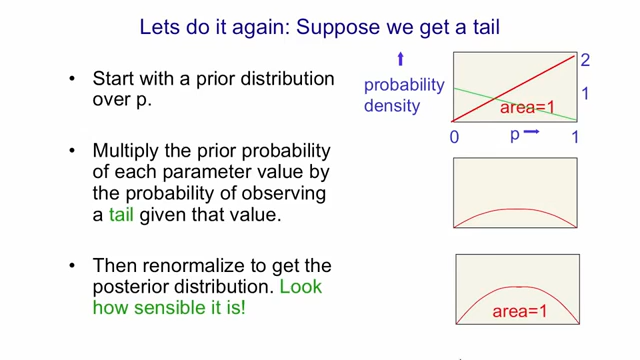 Lets do it again: Suppose we get a tail
• Start with a prior distribution
over p.
• Multiply the prior probability
of each parameter value by
the probability of observing
a tail given that value.
• Then renormalize to get the
posterior distribution. Look
how sensible it is!
probability
density
2
1
area=1
0
p
1
area=1